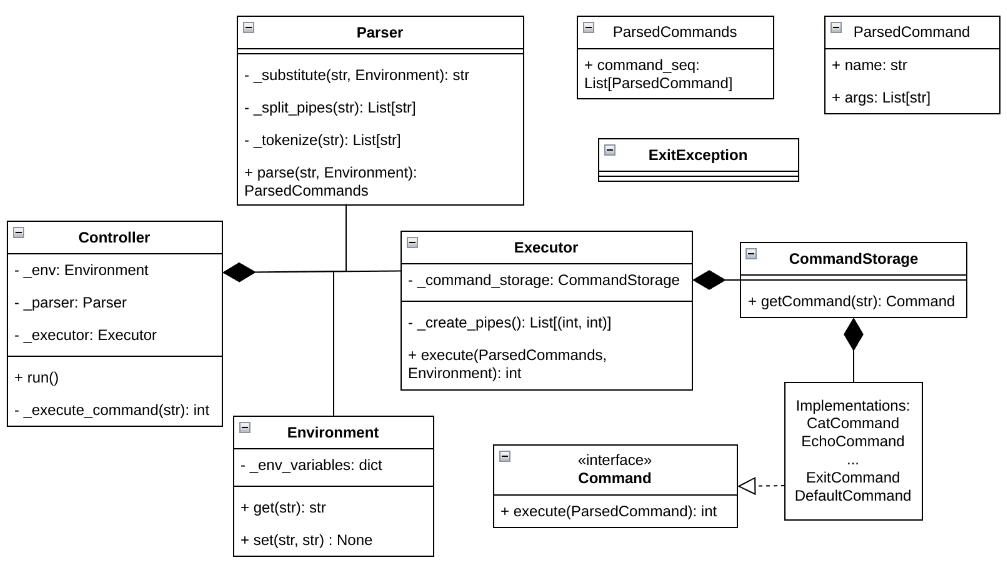 Parser
- _substitute(str, Environment): str
- _split_pipes(str): List[str]
- _tokenize(str): List[str]
+ parse(str, Environment):
ParsedCommands
ParsedCommands
+ command_seq:
List[ParsedCommand]
ParsedCommand
+ name: str
+ args: List[str]
ExitException
Controller
- _env: Environment
- _parser: Parser
- _executor: Executor
+ run()
- _execute_command(str): int
Executor
- _command_storage: CommandStorage
- _create_pipes(): List[(int, int)]
+ execute(ParsedCommands,
Environment): int
CommandStorage
+ getCommand(str): Command
Environment
- _env_variables: dict
+ get(str): str
+ set(str, str) : None
«interface»
Command
+ execute(ParsedCommand): int
Implementations:
CatCommand
EchoCommand
...
ExitCommand
DefaultCommand